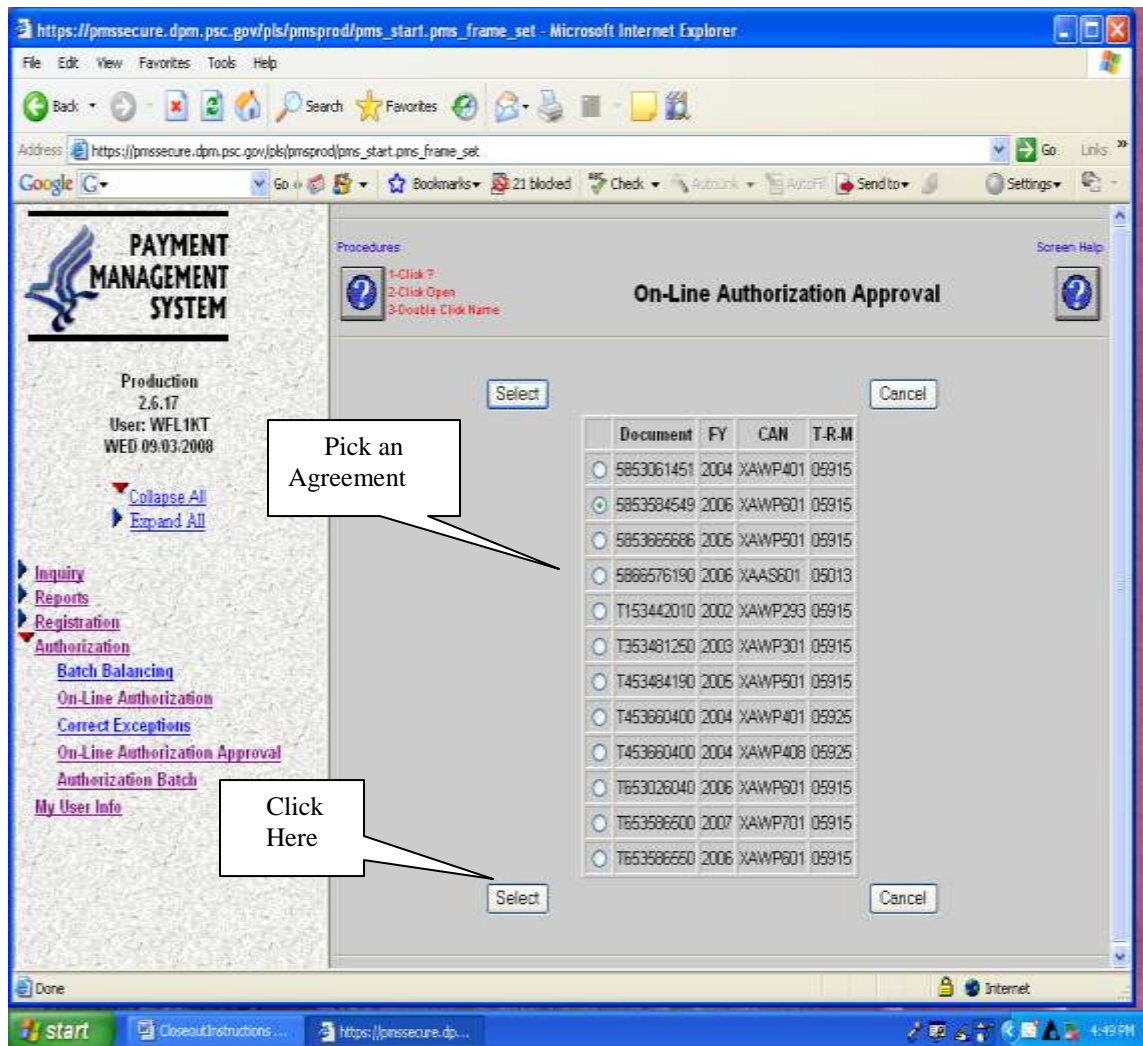 https://pmssecure.dpm.psc.gov/pls/pmsprod/pms_start.pms_frame_set - Microsoft Internet Explorer
File Edit View Favorites Tools Help
Back Search Favorites
Address https://pmssecure.dpm.psc.gov/pls/pmsprod/pms_start.pms_frame_set Go Links »
Google G Go Bookmarks 21 blocked Check AutoLink AutoFill Send to Settings
PAYMENT
MANAGEMENT
SYSTEM
Production
2.6.17
User: WFL1KT
WED 09/03/2008
Collapse All
Expand All
Inquiry
Reports
Registration
Authorization
Batch Balancing
On-Line Authorization
Correct Exceptions
On-Line Authorization Approval
Authorization Batch
My User Info
Procedures
1-Click ?
2-Click Open
3-Double Click Name
On-Line Authorization Approval
Screen Help
Select Cancel
Pick an
Agreement
Document FY CAN T-R-M
5853061451 2004 XAWP401 05915
5853584549 2006 XAWP601 05915
5853665686 2005 XAWP501 05915
5866576190 2006 XAAS601 05013
T153442010 2002 XAWP293 05915
T353481250 2003 XAWP301 05915
T453484190 2005 XAWP501 05915
T453660400 2004 XAWP401 05925
T453660400 2004 XAWP408 05925
T653026040 2006 XAWP601 05915
T653586500 2007 XAWP701 05915
T653586550 2006 XAWP601 05915
Click
Here
Select Cancel
Done Internet
start CloseoutInstructions ... https://pmssecure.dp... 4:49 PM